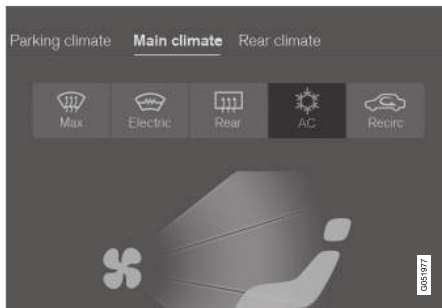 Parking climate Main climate Rear climate
Max Electric Rear AC Recirc
G051977